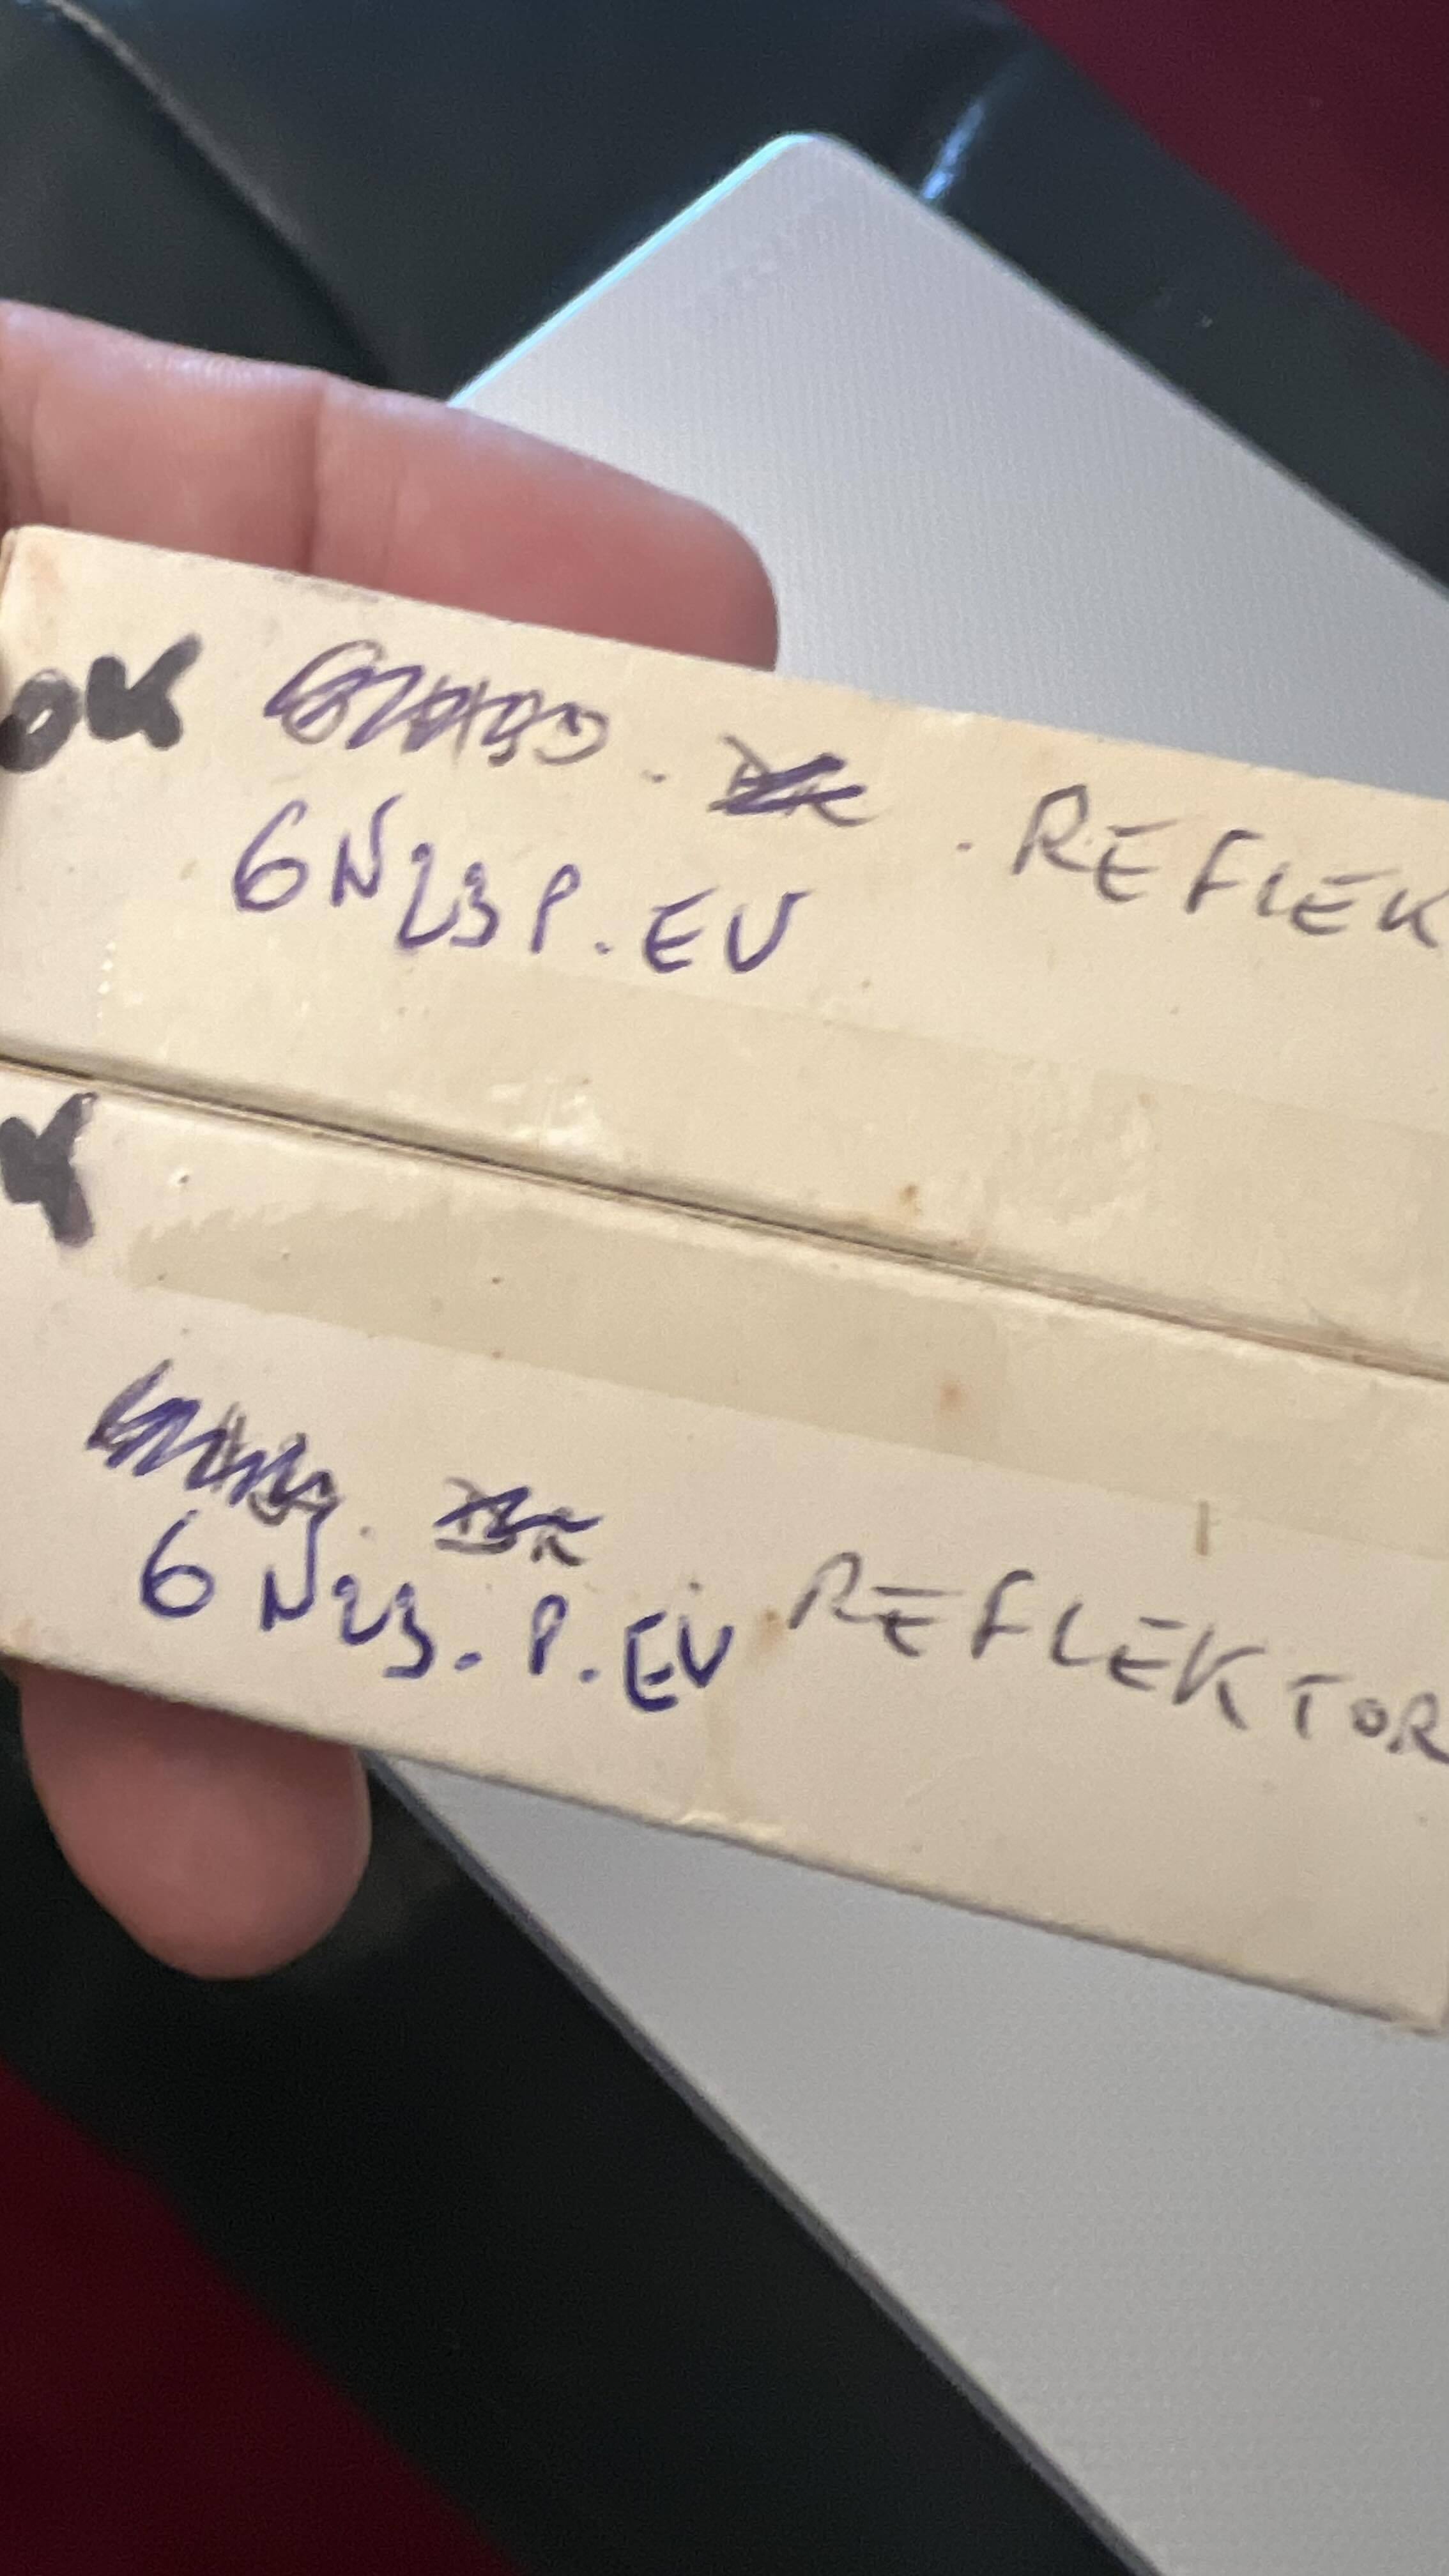 OK . REFLEK
6N23P.EV
K
REFLEKTOR
6N23.P.EV